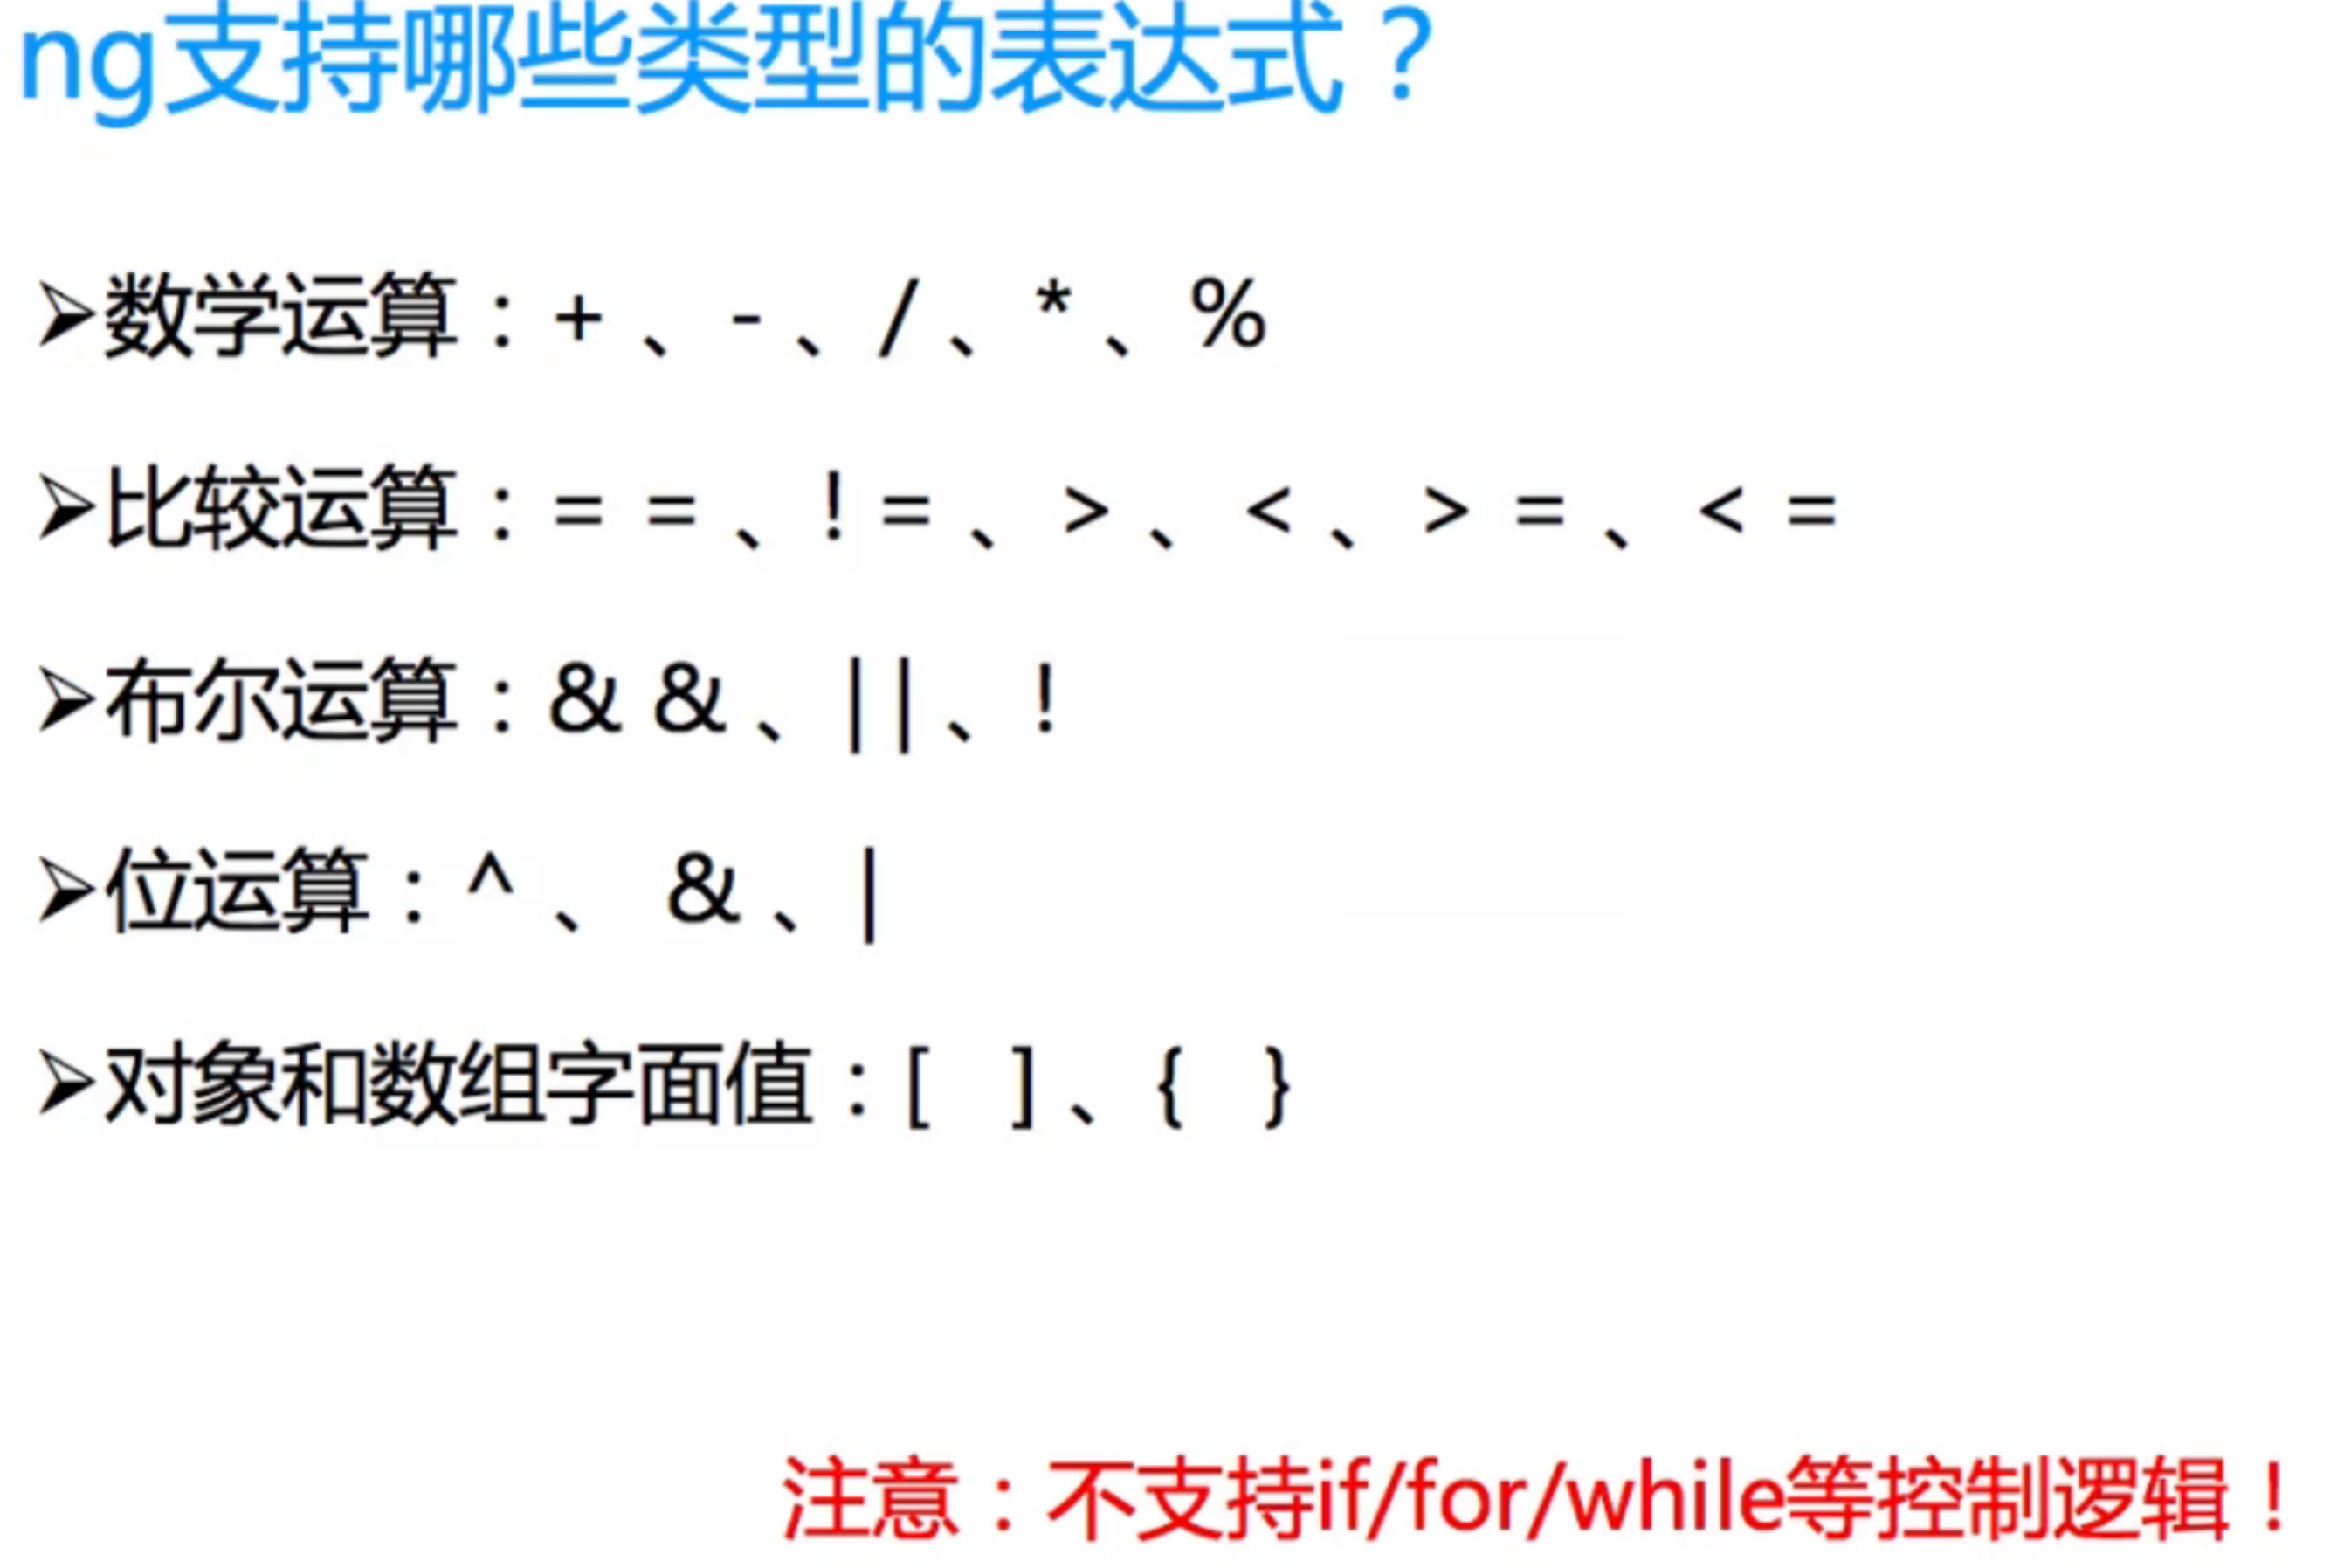 ng支持哪些类型的表达式？
➢数学运算：+ 、- 、/ 、* 、%
➢比较运算：= = 、! = 、> 、< 、> = 、< =
➢布尔运算：& & 、| | 、!
➢位运算：^ 、 & 、|
➢对象和数组字面值：[ ] 、{ }
注意：不支持if/for/while等控制逻辑！